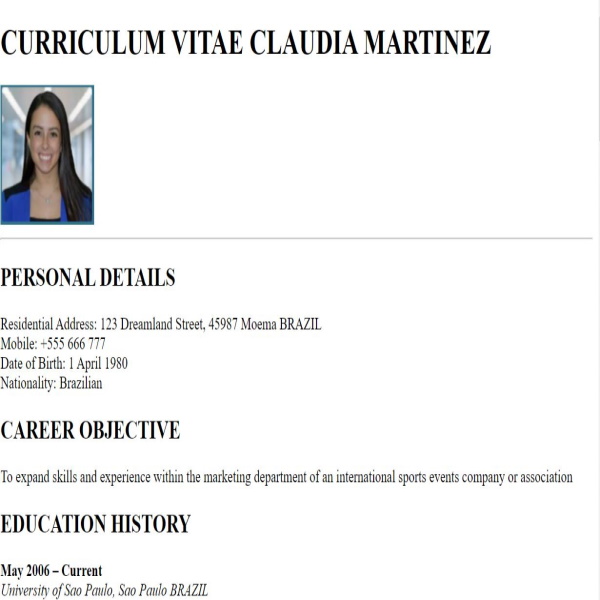 CURRICULUM VITAE CLAUDIA MARTINEZ
PERSONAL DETAILS
Residential Address: 123 Dreamland Street, 45987 Moema BRAZIL
Mobile: +555 666 777
Date of Birth: 1 April 1980
Nationality: Brazilian
CAREER OBJECTIVE
To expand skills and experience within the marketing department of an international sports events company or association
EDUCATION HISTORY
May 2006 – Current
University of Sao Paulo, Sao Paulo BRAZIL